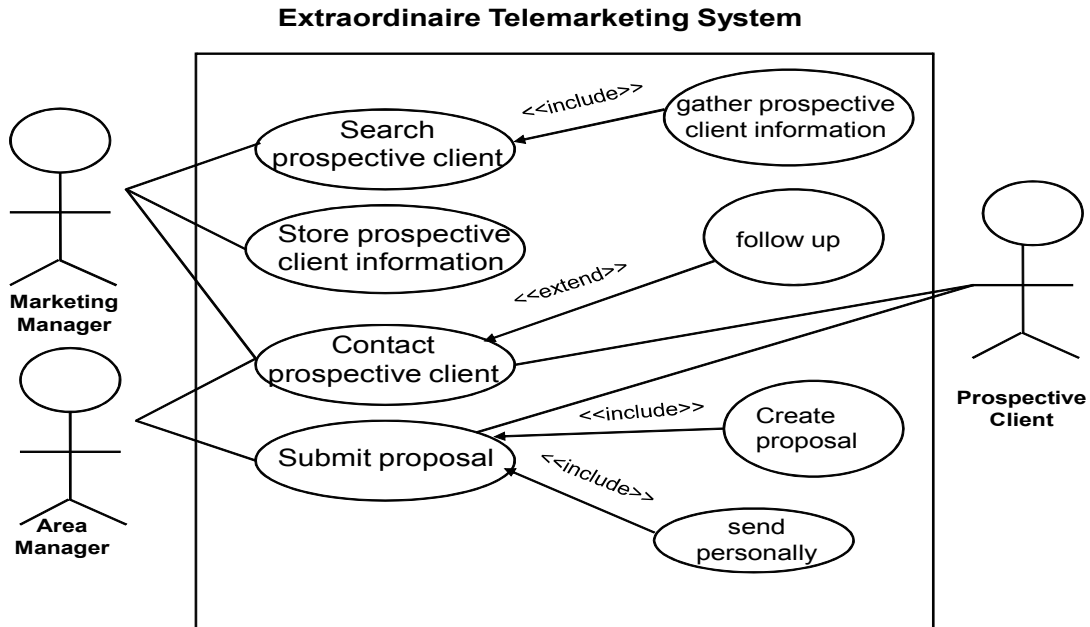 Extraordinaire Telemarketing System
<<include>>
gather prospective
client information
Search
prospective client
Store prospective
client information
follow up
<<extend>>
Marketing
Manager
Contact
prospective client
Prospective
Client
<<include>>
Create
proposal
Submit proposal
<<include>>
send
personally
Area
Manager